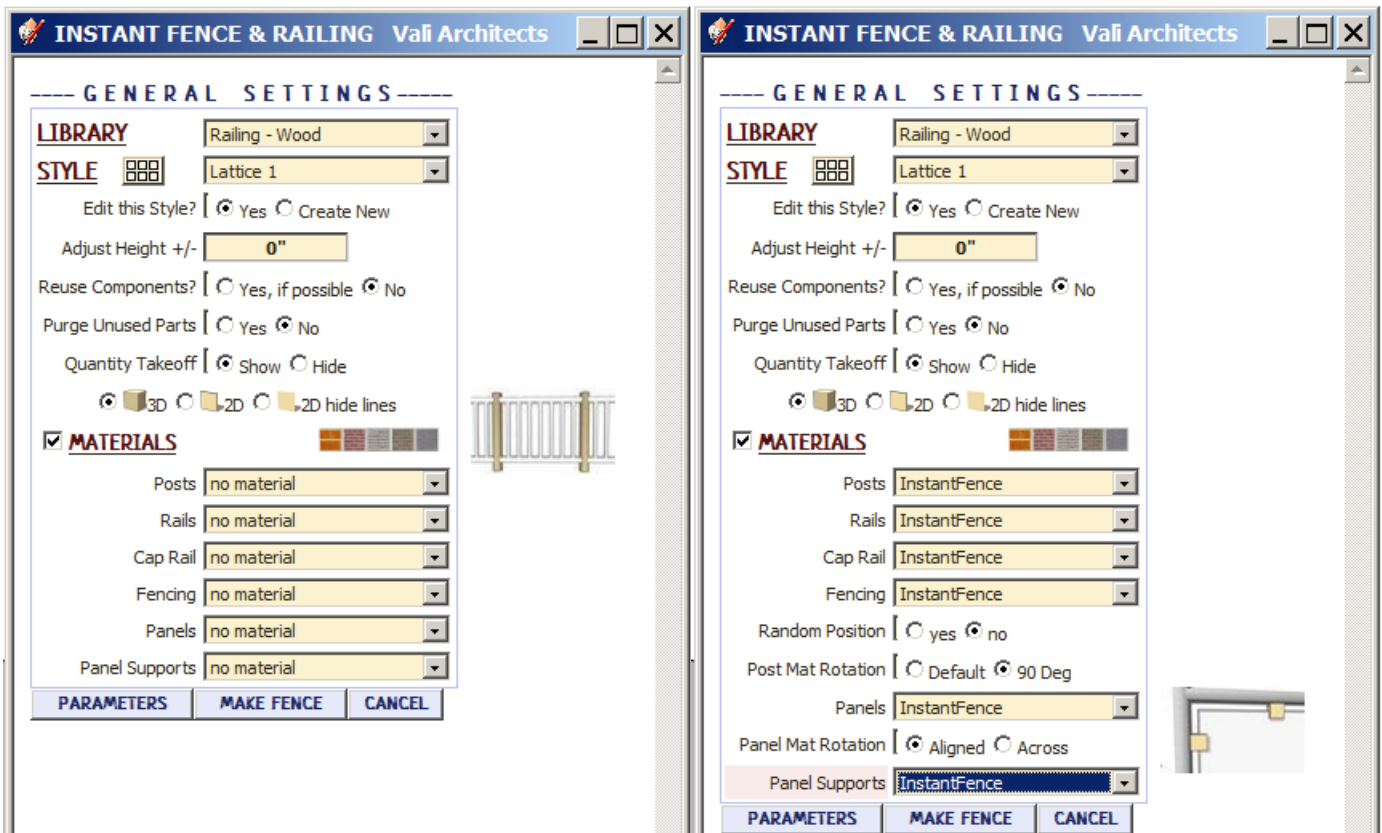 INSTANT FENCE & RAILING Vali Architects
---- GENERAL SETTINGS-----
LIBRARY Railing - Wood
STYLE Lattice 1
Edit this Style? Yes Create New
Adjust Height +/- 0"
Reuse Components? Yes, if possible No
Purge Unused Parts Yes No
Quantity Takeoff Show Hide
3D 2D 2D hide lines
MATERIALS
Posts no material
Rails no material
Cap Rail no material
Fencing no material
Panels no material
Panel Supports no material
PARAMETERS MAKE FENCE CANCEL
INSTANT FENCE & RAILING Vali Architects
---- GENERAL SETTINGS-----
LIBRARY Railing - Wood
STYLE Lattice 1
Edit this Style? Yes Create New
Adjust Height +/- 0"
Reuse Components? Yes, if possible No
Purge Unused Parts Yes No
Quantity Takeoff Show Hide
3D 2D 2D hide lines
MATERIALS
Posts InstantFence
Rails InstantFence
Cap Rail InstantFence
Fencing InstantFence
Random Position yes no
Post Mat Rotation Default 90 Deg
Panels InstantFence
Panel Mat Rotation Aligned Across
Panel Supports InstantFence
PARAMETERS MAKE FENCE CANCEL